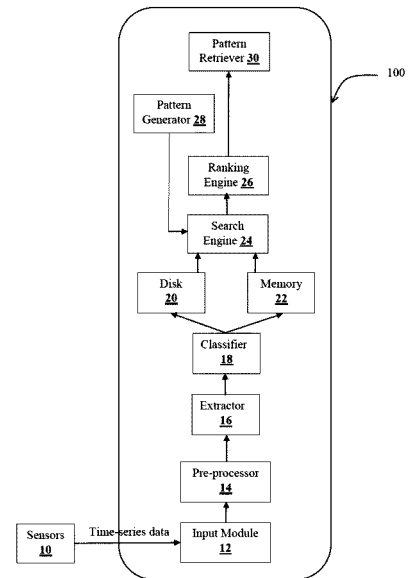 Pattern
Retriever 30
100
Pattern
Generator 28
Ranking
Engine 26
Search
Engine 24
Disk
20
Memory
22
Classifier
18
Extractor
16
Pre-processor
14
Sensors
10
Time-series data
Input Module
12